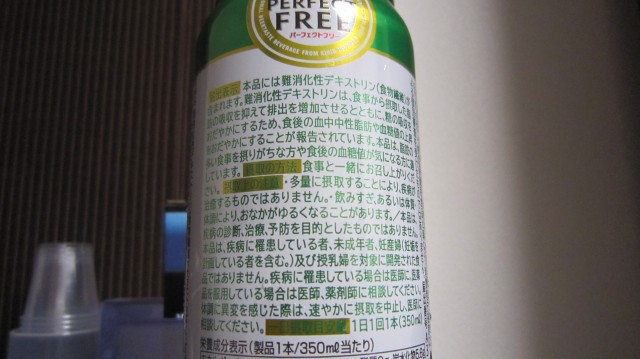 PERFECT
FREE
パーフェクトフリー
本品には難消化性デキストリン(食物繊維)が
含まれます。難消化性デキストリンは、食事から摂取した脂
肪の吸収を抑えて排出を増加させるとともに、糖の吸収を
おだやかにするため、食後の血中中性脂肪や血糖値の上昇
をおだやかにすることが報告されています。本品は、脂肪の
多い食事を摂りがちな方や食後の血糖値が気になる方に適
しています。摂取の方法 食事と一緒にお召し上がりくだ
さい。・多量に摂取することにより、疾病が
治癒するものではありません。・飲みすぎ、あるいは体質・
体調により、おなかがゆるくなることがあります。/本品は、
疾病の診断、治療、予防を目的としたものではありません。
本品は、疾病に罹患している者、未成年者、妊産婦(妊娠を
計画している者を含む。)及び授乳婦を対象に開発された食
品ではありません。疾病に罹患している場合は医師に、医薬
品を服用している場合は医師、薬剤師に相談してください。
体調に異変を感じた際は、速やかに摂取を中止し、医師に
相談してください。1日1回1本(350ml)
栄養成分表示(製品1本/350ml当たり)